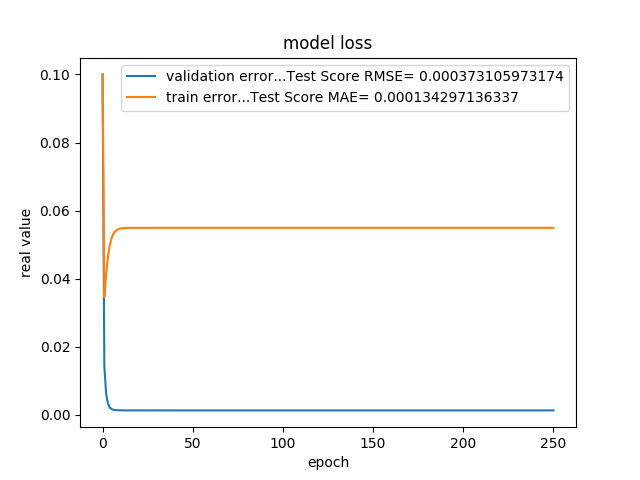 model loss
validation error...Test Score RMSE= 0.000373105973174
train error...Test Score MAE= 0.000134297136337
0.10
0.08
0.06
0.04
0.02
0.00
real value
0 50 100 150 200 250
epoch